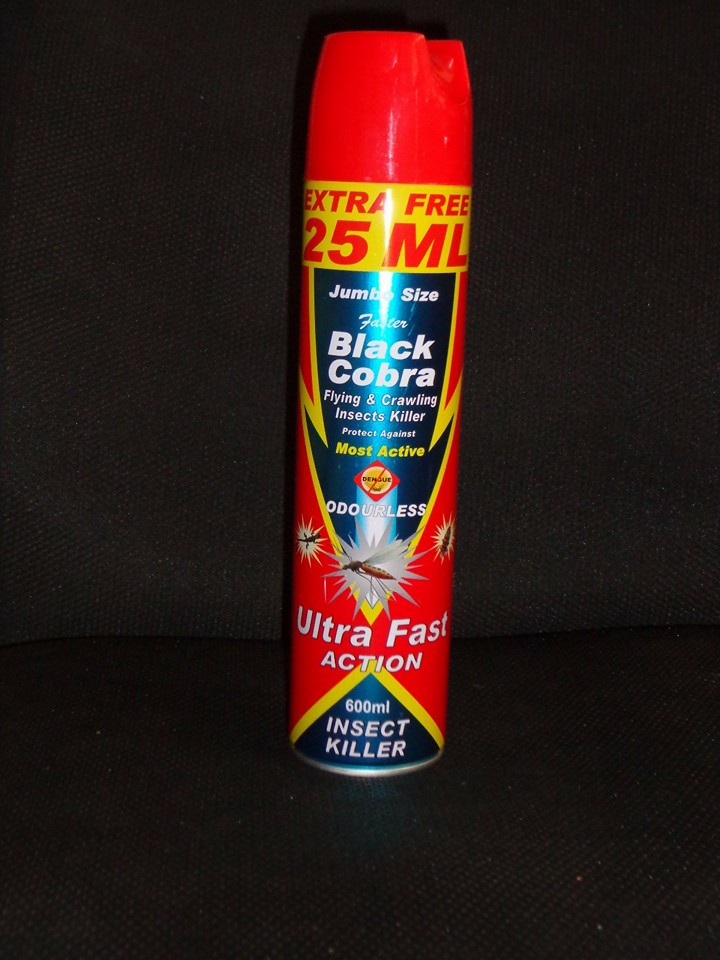 EXTRA FREE
25 ML
Jumbo Size
Faster
Black
Cobra
Flying & Crawling
Insects Killer
Protect Against
Most Active
DENGUE
ODOURLESS
Ultra Fast
ACTION
600ml
INSECT
KILLER